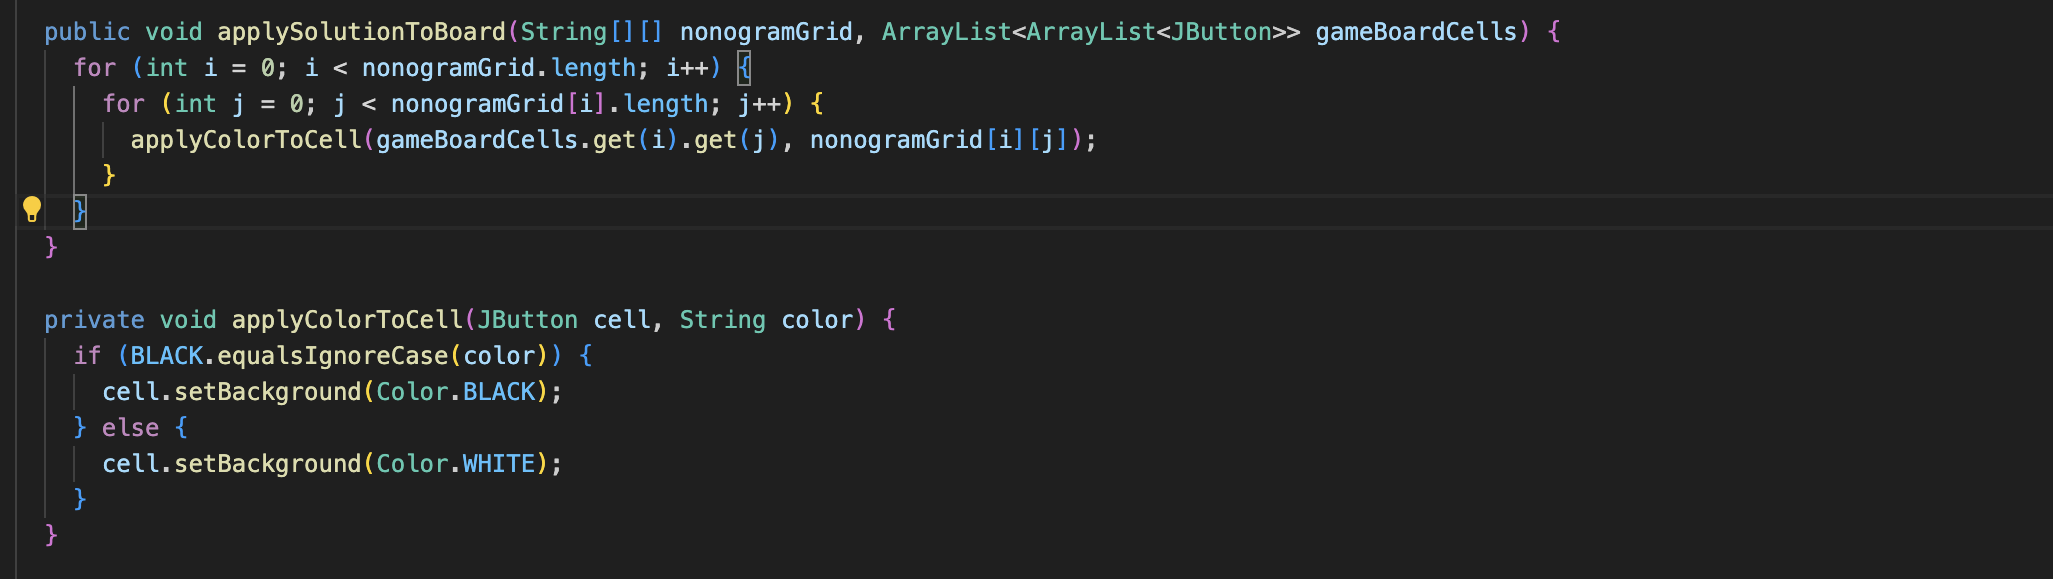 public void applySolutionToBoard(String[][] nonogramGrid, ArrayList<ArrayList<JButton>> gameBoardCells) {
  for (int i = 0; i < nonogramGrid.length; i++) {
    for (int j = 0; j < nonogramGrid[i].length; j++) {
      applyColorToCell(gameBoardCells.get(i).get(j), nonogramGrid[i][j]);
    }
  }
}

private void applyColorToCell(JButton cell, String color) {
  if (BLACK.equalsIgnoreCase(color)) {
    cell.setBackground(Color.BLACK);
  } else {
    cell.setBackground(Color.WHITE);
  }
}